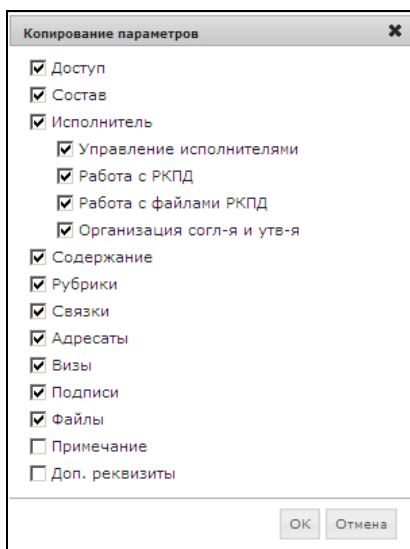 Копирование параметров
Доступ
Состав
Исполнитель
Управление исполнителями
Работа с РКПД
Работа с файлами РКПД
Организация согл-я и утв-я
Содержание
Рубрики
Связки
Адресаты
Визы
Подписи
Файлы
Примечание
Доп. реквизиты
OK Отмена